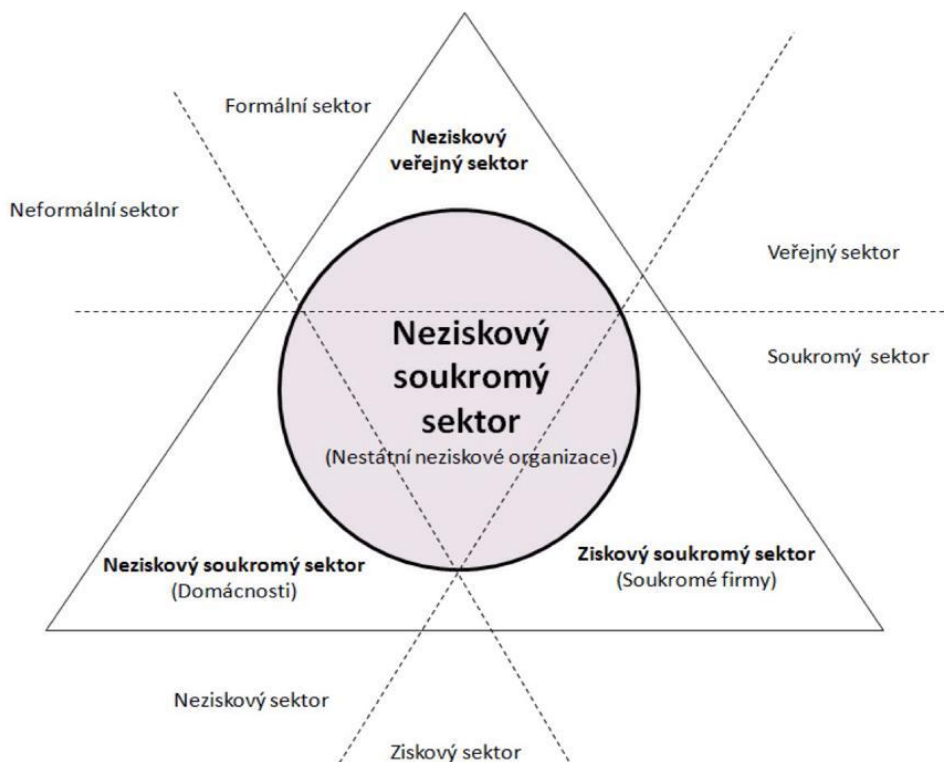 Formální sektor
Neziskový
veřejný sektor
Neformální sektor
Veřejný sektor
Neziskový
soukromý
sektor
(Nestátní neziskové organizace)
Soukromý  sektor
Neziskový soukromý sektor
(Domácnosti)
Ziskový soukromý sektor
(Soukromé firmy)
Neziskový sektor
Ziskový sektor